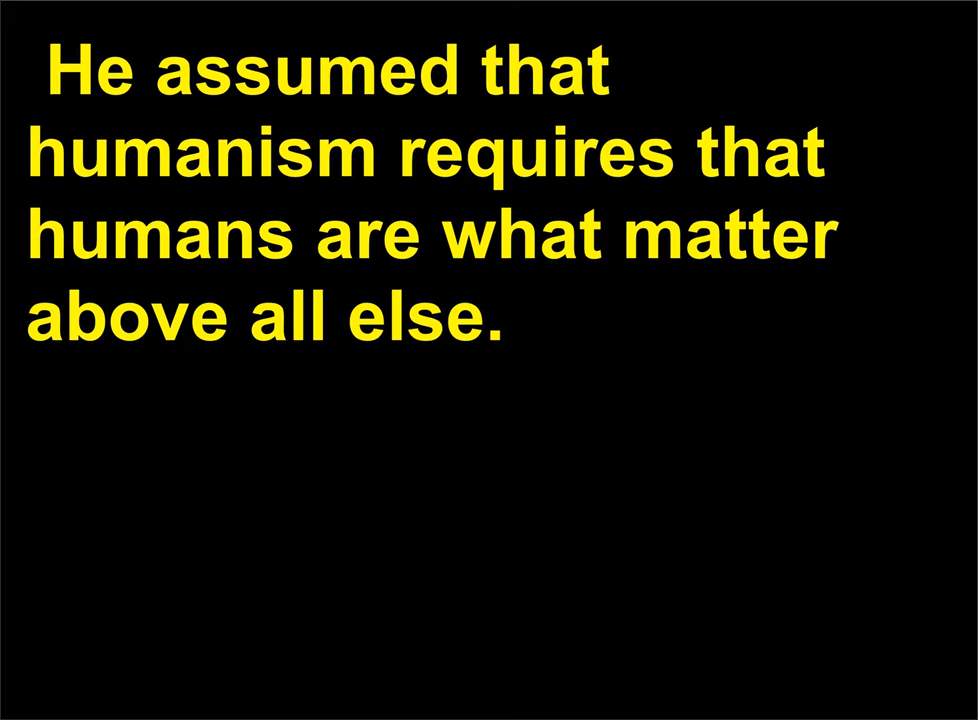 He assumed that
humanism requires that
humans are what matter
above all else.